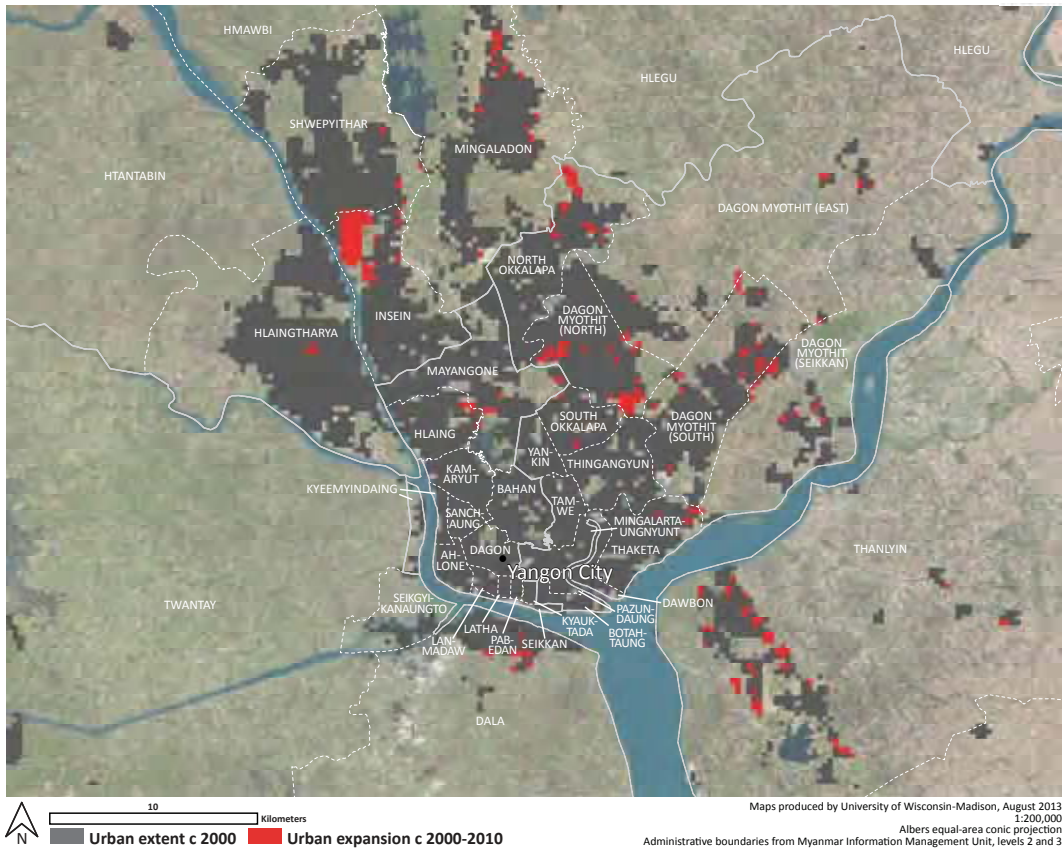 HMAWBI
HLEGU
HLEGU
SHWEPYITHAR
MINGALADON
HTANTABIN
DAGON MYOTHIT (EAST)
NORTH
OKKALAPA
INSEIN
DAGON
MYOTHIT
(NORTH)
HLAINGTHARYA
DAGON
MYOTHIT
(SEIKKAN)
MAYANGONE
SOUTH
OKKALAPA
DAGON
MYOTHIT
(SOUTH)
HLAING
YAN-
KIN
THINGANGYUN
KAM-
ARYUT
KYEEMYINDAING
BAHAN
TAM-
WE
SANCH-
AUNG
MINGALARTA-
UNGNYUNT
AH-
LONE
DAGON
THAKETA
THANLYIN
Yangon City
TWANTAY
SEIKGYI-
KANAUNGTO
DAWBON
PAZUN-
DAUNG
LATHA
LAN-
MADAW
PAB-
EDAN
SEIKKAN
KYAUK-
TADA
BOTAH-
TAUNG
DALA
N
10
Kilometers
Urban extent c 2000
Urban expansion c 2000-2010
Maps produced by University of Wisconsin-Madison, August 2013
1:200,000
Albers equal-area conic projection
Administrative boundaries from Myanmar Information Management Unit, levels 2 and 3